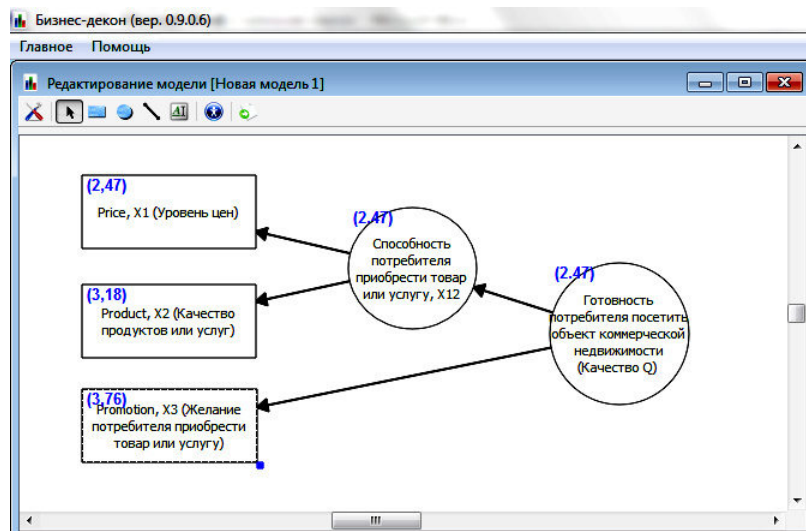 Бизнес-декон (вер. 0.9.0.6)
Главное Помощь
Редактирование модели [Новая модель 1]
(2,47)
Price, X1 (Уровень цен)
(3,18)
Product, X2 (Качество
продуктов или услуг)
(3,76)
Promotion, X3 (Желание
потребителя приобрести
товар или услугу)
(2.47)
Способность
потребителя
приобрести товар
или услугу, X12
(2.47)
Готовность
потребителя посетить
объект коммерческой
недвижимости
(Качество Q)